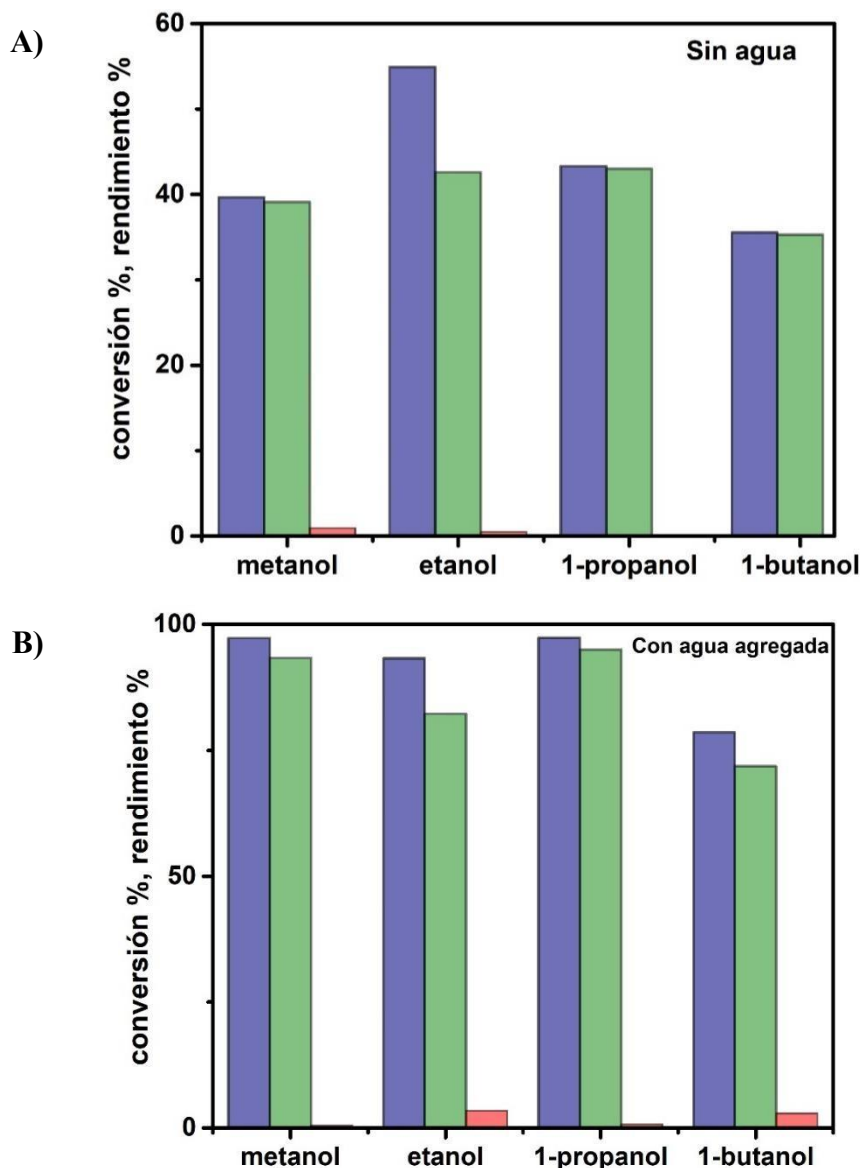 A)
60
Sin agua
40
20
0
conversión %, rendimiento %
metanol etanol 1-propanol 1-butanol
B)
100
Con agua agregada
50
0
conversión %, rendimiento %
metanol etanol 1-propanol 1-butanol